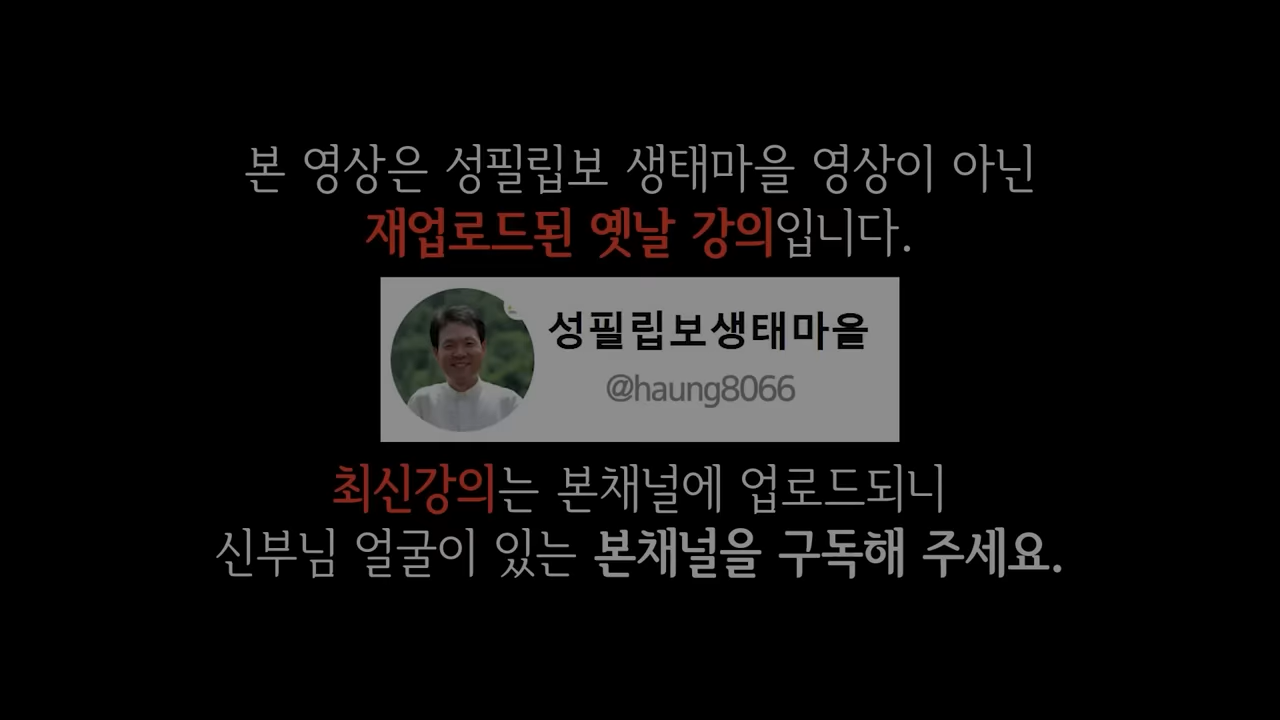 본 영상은 성필립보 생태마을 영상이 아닌
재업로드된 옛날 강의입니다.
성필립보생태마을
@haung8066
최신강의는 본채널에 업로드되니
신부님 얼굴이 있는 본채널을 구독해 주세요.